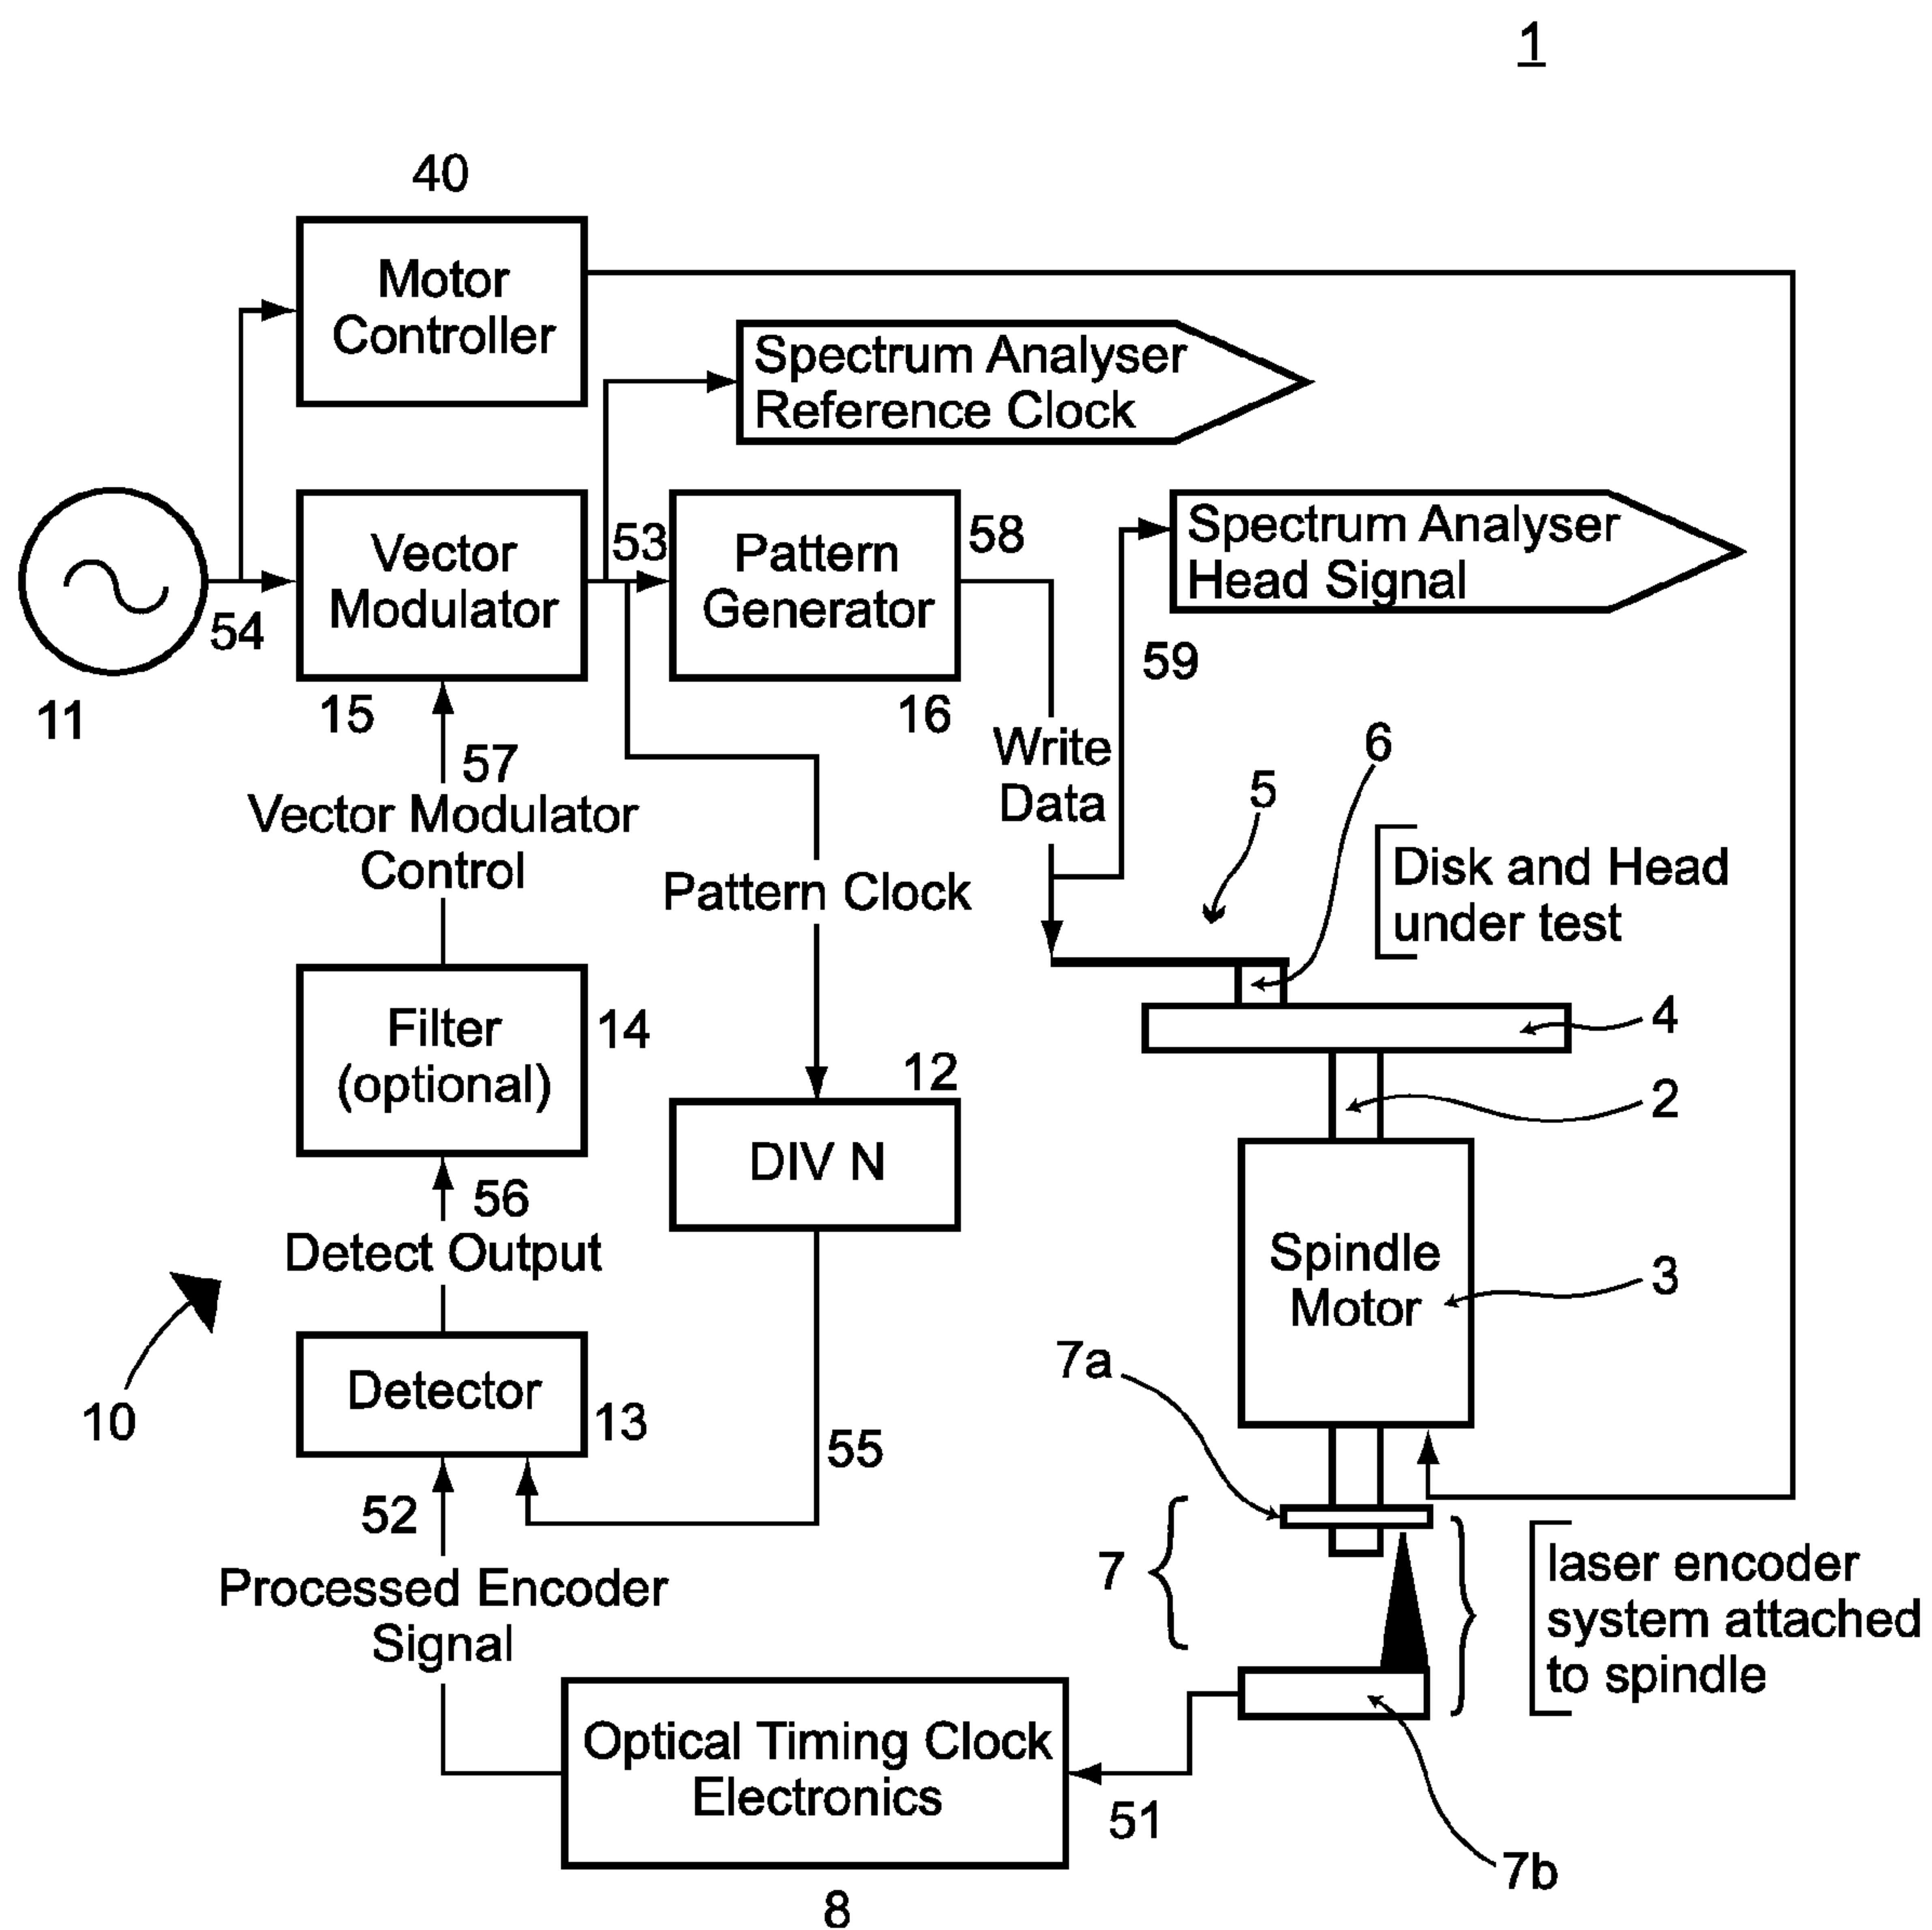 1
40
Motor
Controller
Spectrum Analyser
Reference Clock
Vector
Modulator
53
Pattern
Generator
58
Spectrum Analyser
Head Signal
54
11
15
16
59
57
Vector Modulator
Control
Write
Data
6
5
Pattern Clock
Disk and Head
under test
Filter
(optional)
14
4
12
2
DIV N
56
Detect Output
Spindle
Motor
3
7a
Detector
13
10
55
52
7
Processed Encoder
Signal
laser encoder
system attached
to spindle
Optical Timing Clock
Electronics
51
7b
8